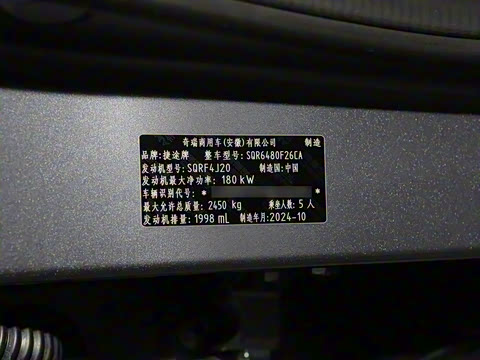 奇瑞商用车(安徽)有限公司 制造
品牌:捷途牌 整车型号:SQR6480F26CA
发动机型号:SQRF4J20 制造国:中国
发动机最大净功率: 180 kW
车辆识别代号: * *
最大允许总质量: 2450 kg 乘坐人数: 5 人
发动机排量: 1998 mL 制造年月:2024-10